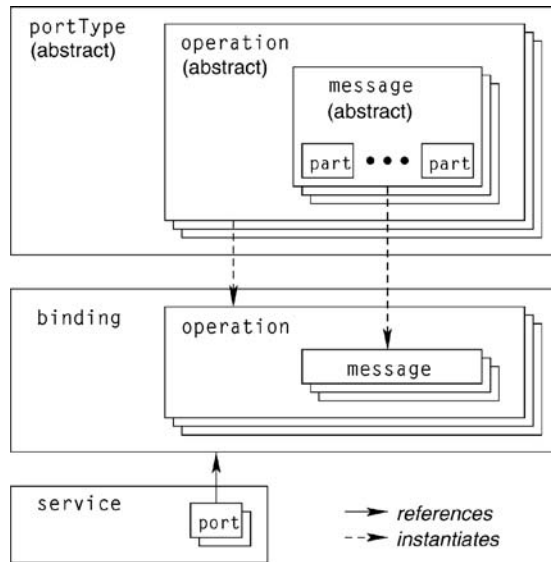 portType
(abstract)
operation
(abstract)
message
(abstract)
part ● ● ● part
binding
operation
message
service
port
references
instantiates